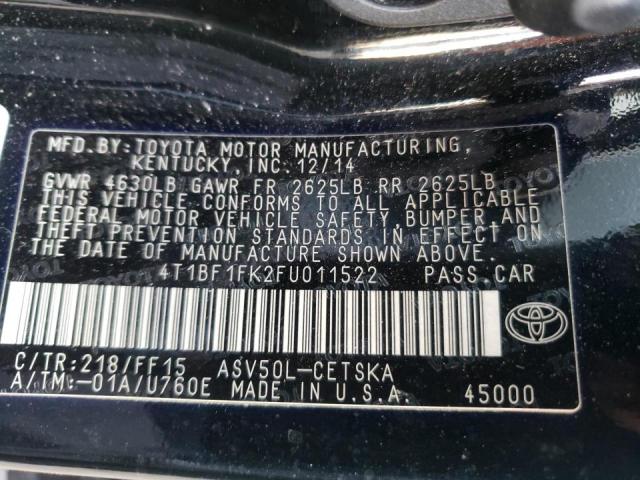 MFD.BY: TOYOTA MOTOR MANUFACTURING,
KENTUCKY, INC. 12/14
GVWR 4630LB GAWR FR 2625LB RR 2625LB
THIS VEHICLE CONFORMS TO ALL APPLICABLE
FEDERAL MOTOR VEHICLE SAFETY BUMPER AND
THEFT PREVENTION STANDARDS IN EFFECT ON
THE DATE OF MANUFACTURE SHOWN ABOVE.
4T1BF1FK2FU011522 PASS.CAR
C/TR:218/FF15 ASV50L-CETSKA
A/TM:-01A/U760E MADE IN U.S.A. 45000
TOYOTA